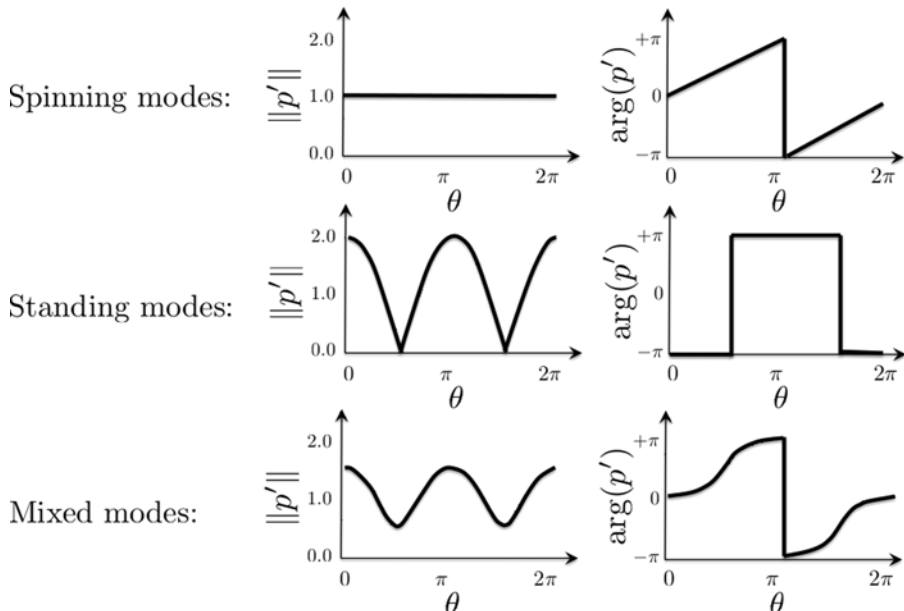 Spinning modes:
||p′||
2.0
1.0
0.0
0 π 2π
θ
arg(p′)
+π
0
−π
0 π 2π
θ
Standing modes:
||p′||
2.0
1.0
0.0
0 π 2π
θ
arg(p′)
+π
0
−π
0 π 2π
θ
Mixed modes:
||p′||
2.0
1.0
0.0
0 π 2π
θ
arg(p′)
+π
0
−π
0 π 2π
θ